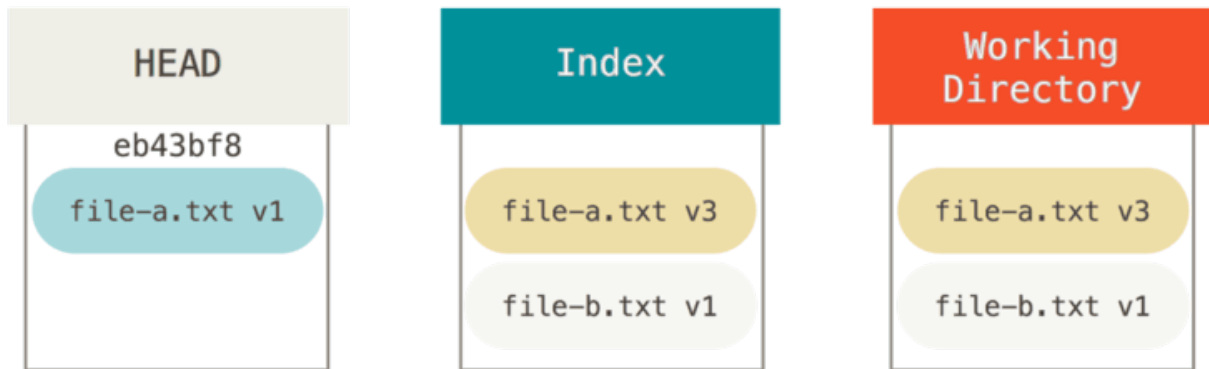 HEAD
eb43bf8
file-a.txt v1
Index
file-a.txt v3
file-b.txt v1
Working
Directory
file-a.txt v3
file-b.txt v1